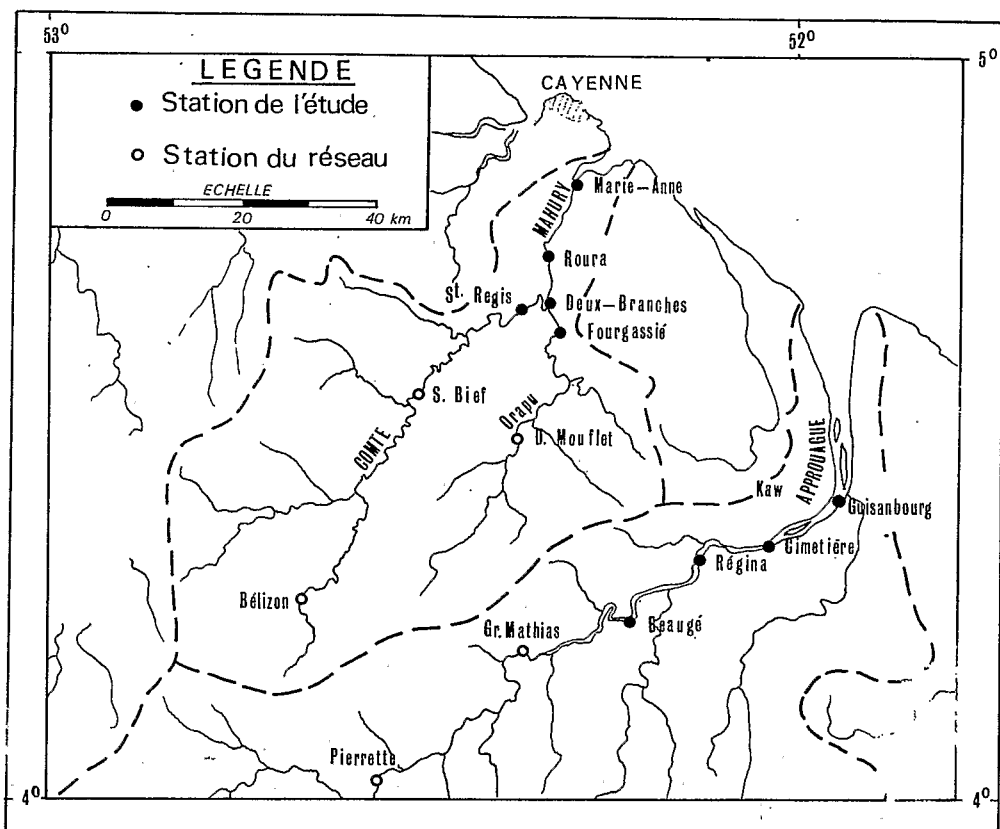 53°
52°
5°
LEGENDE
Station de l'étude
Station du réseau
ECHELLE
0 20 40 km
CAYENNE
MAHURY
Marie-Anne
Roura
St. Regis
Deux-Branches
Fourgassié
S. Bief
COMTE
Orapu
D. Mouflet
Kaw
APPROUAGUE
Guisanbourg
Cimetiére
Régina
Bélizon
Beaugé
Gr. Mathias
Pierrette
4°
4°